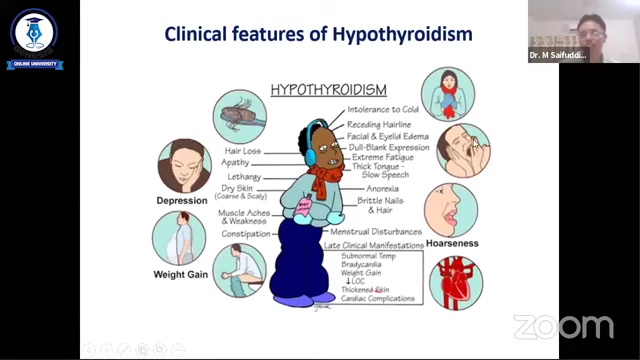 Clinical features of Hypothyroidism
ONLINE UNIVERSITY
Dr. M Saifuddi...
HYPOTHYROIDISM
Intolerance to Cold
Receding Hairline
Facial & Eyelid Edema
Dull-Blank Expression
Extreme Fatigue
Thick Tongue -
Slow Speech
Anorexia
Brittle Nails
& Hair
Menstrual Disturbances
Hair Loss
Apathy
Lethargy
Dry Skin
(Coarse & Scaly)
Muscle Aches
& Weakness
Constipation
Depression
Weight Gain
Hoarseness
Late Clinical Manifestations
Subnormal Temp
Bradycardia
Weight Gain
↓LOC
Thickened Skin
Cardiac Complications
zoom